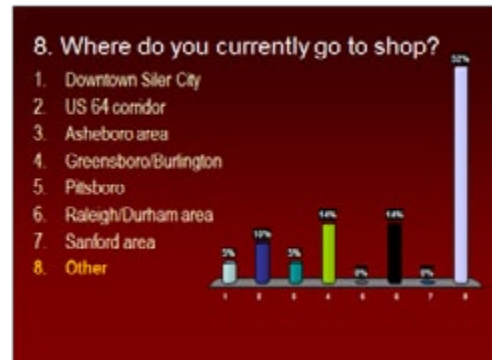 8. Where do you currently go to shop?
1. Downtown Siler City
2. US 64 corridor
3. Asheboro area
4. Greensboro/Burlington
5. Pittsboro
6. Raleigh/Durham area
7. Sanford area
8. Other
52%
14%
14%
10%
5%
5%
0%
0%
1 2 3 4 5 6 7 8